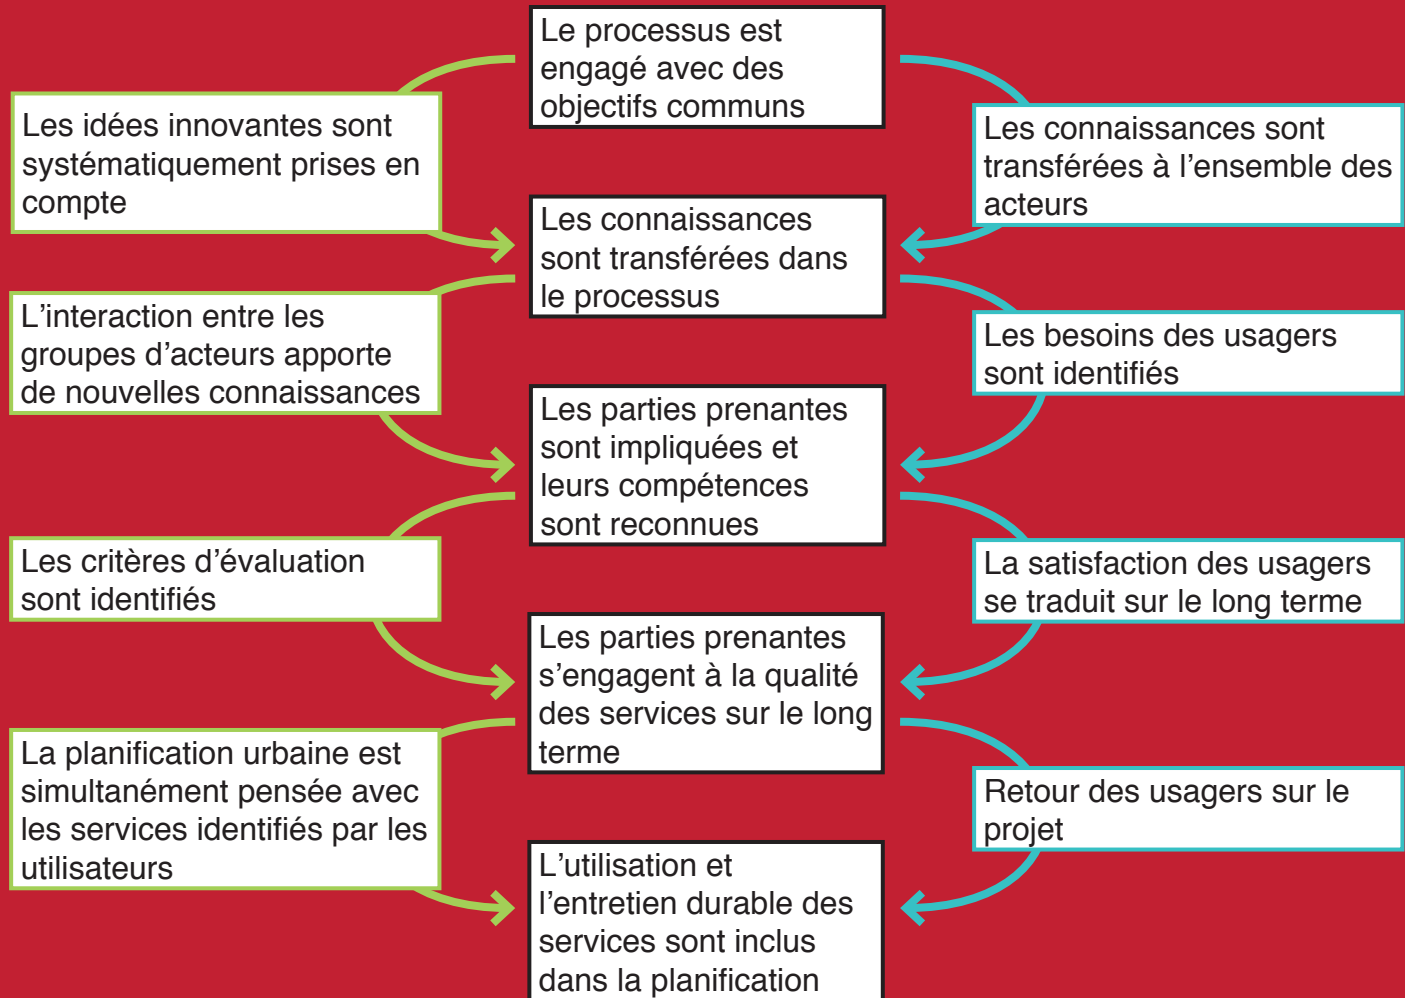 Le processus est
engagé avec des
objectifs communs
Les idées innovantes sont
systématiquement prises en
compte
Les connaissances sont
transférées à l’ensemble des
acteurs
Les connaissances
sont transférées dans
le processus
L’interaction entre les
groupes d’acteurs apporte
de nouvelles connaissances
Les besoins des usagers
sont identifiés
Les parties prenantes
sont impliquées et
leurs compétences
sont reconnues
Les critères d’évaluation
sont identifiés
La satisfaction des usagers
se traduit sur le long terme
Les parties prenantes
s’engagent à la qualité
des services sur le long
terme
La planification urbaine est
simultanément pensée avec
les services identifiés par les
utilisateurs
Retour des usagers sur le
projet
L’utilisation et
l’entretien durable des
services sont inclus
dans la planification